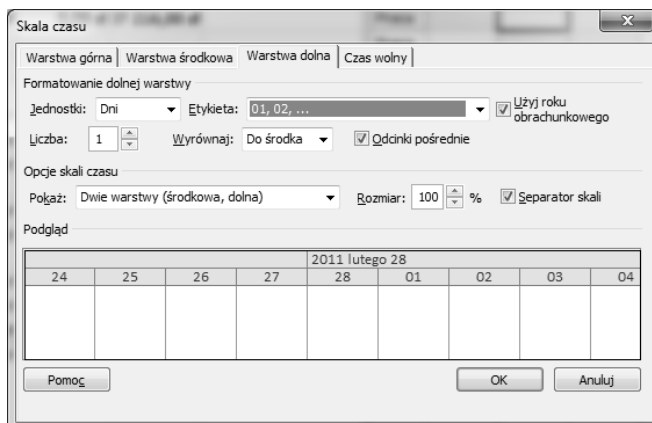 Skala czasu
Warstwa górna Warstwa środkowa Warstwa dolna Czas wolny
Formatowanie dolnej warstwy
Jednostki: Dni Etykieta: 01, 02, ... Użyj roku obrachunkowego
Liczba: 1 Wyrównaj: Do środka Odcinki pośrednie
Opcje skali czasu
Pokaż: Dwie warstwy (środkowa, dolna) Rozmiar: 100 % Separator skali
Podgląd
2011 lutego 28
24 25 26 27 28 01 02 03 04
Pomoc OK Anuluj